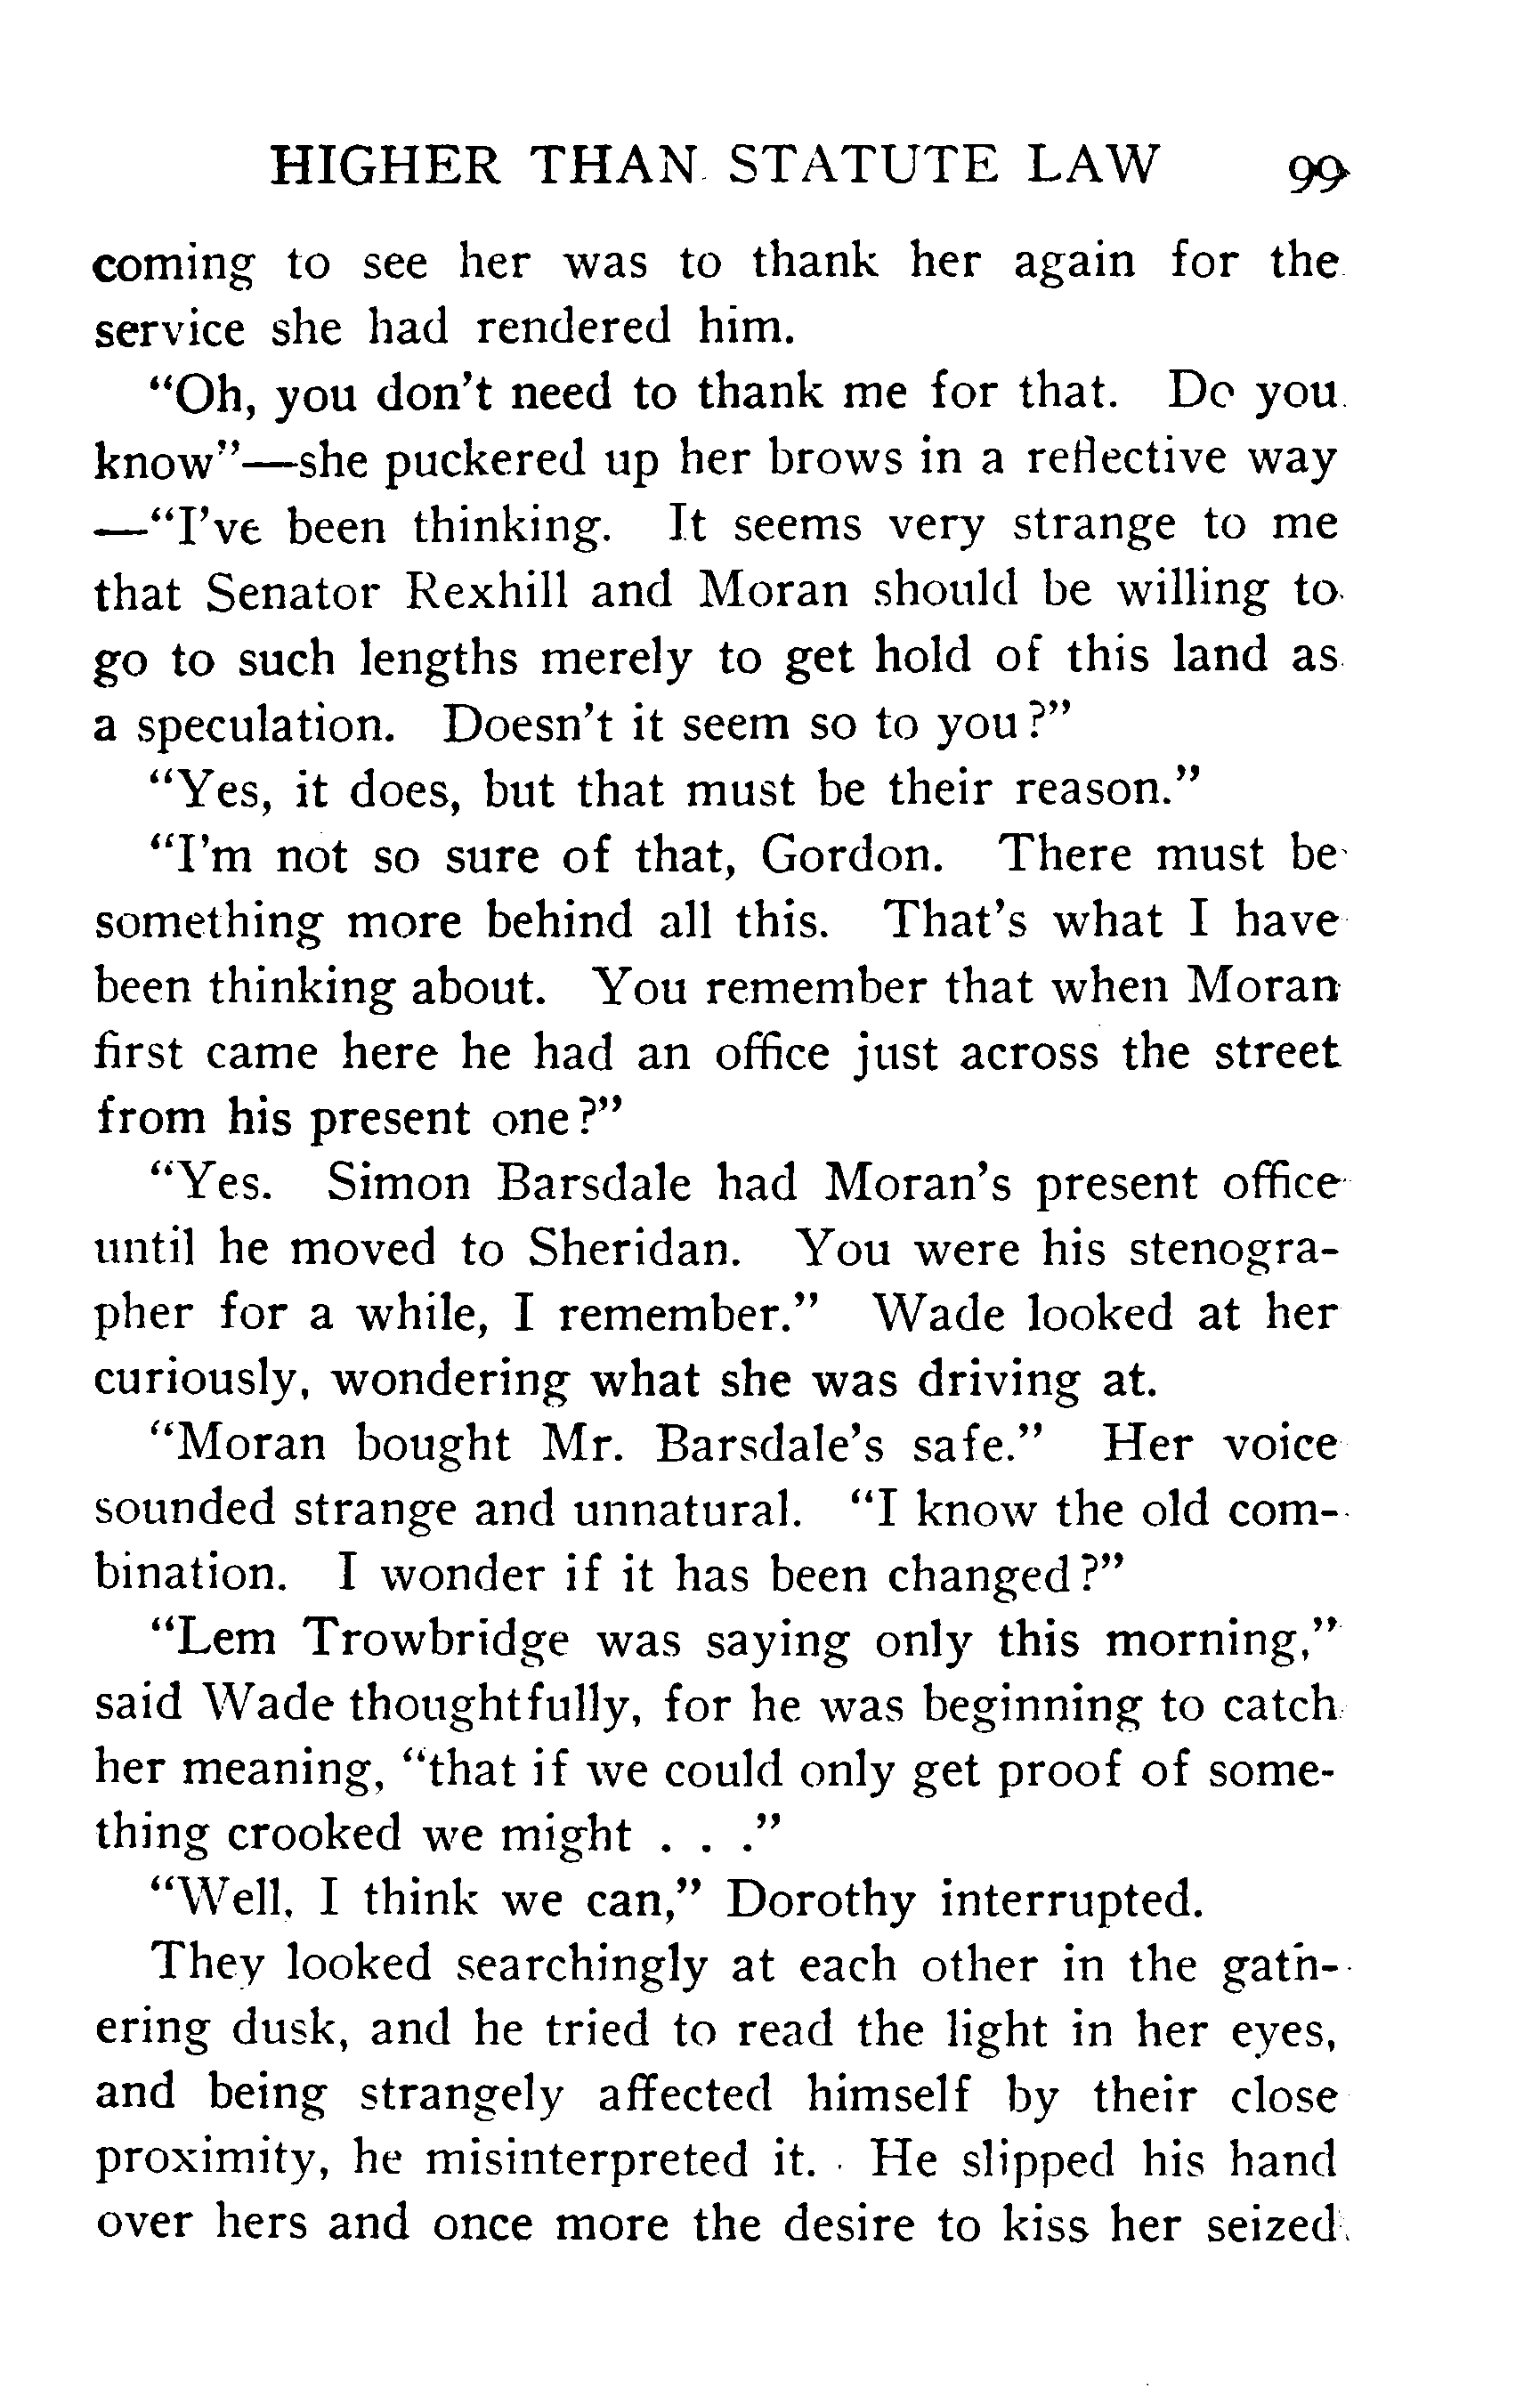 HIGHER THAN STATUTE LAW 99
coming to see her was to thank her again for the
service she had rendered him.
“Oh, you don’t need to thank me for that. Do you
know”—she puckered up her brows in a reflective way
—“I’ve been thinking. It seems very strange to me
that Senator Rexhill and Moran should be willing to
go to such lengths merely to get hold of this land as
a speculation. Doesn’t it seem so to you?”
“Yes, it does, but that must be their reason.”
“I’m not so sure of that, Gordon. There must be
something more behind all this. That’s what I have
been thinking about. You remember that when Moran
first came here he had an office just across the street
from his present one?”
“Yes. Simon Barsdale had Moran’s present office
until he moved to Sheridan. You were his stenogra-
pher for a while, I remember.” Wade looked at her
curiously, wondering what she was driving at.
“Moran bought Mr. Barsdale’s safe.” Her voice
sounded strange and unnatural. “I know the old com-
bination. I wonder if it has been changed?”
“Lem Trowbridge was saying only this morning,”
said Wade thoughtfully, for he was beginning to catch
her meaning, “that if we could only get proof of some-
thing crooked we might . . .”
“Well, I think we can,” Dorothy interrupted.
They looked searchingly at each other in the gath-
ering dusk, and he tried to read the light in her eyes,
and being strangely affected himself by their close
proximity, he misinterpreted it. He slipped his hand
over hers and once more the desire to kiss her seized